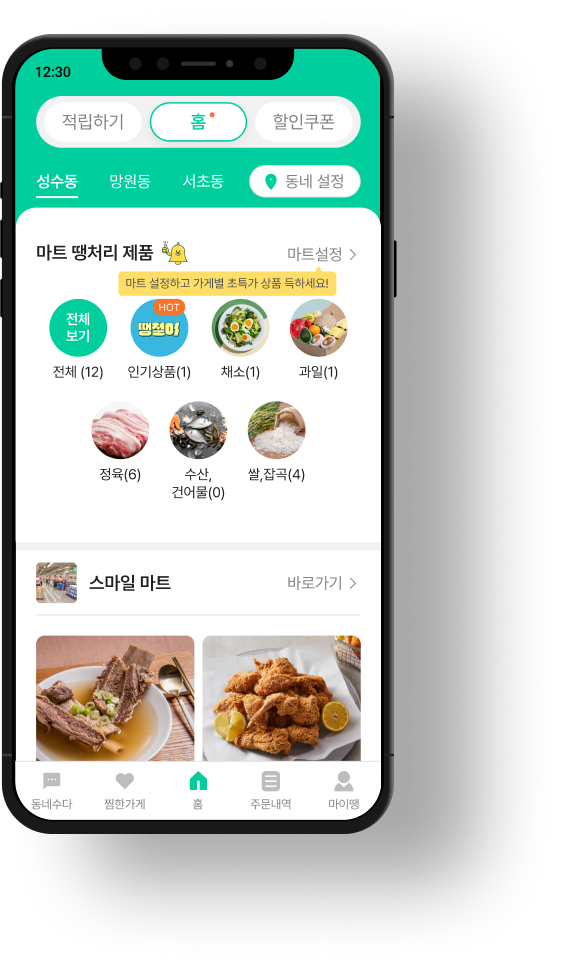 12:30
적립하기
홈
할인쿠폰
성수동
망원동
서초동
동네 설정
마트 땡처리 제품
마트설정
마트 설정하고 가게별 초특가 상품 득하세요!
전체
보기
HOT
땡철이
전체 (12)
인기상품(1)
채소(1)
과일(1)
정육(6)
수산,
건어물(0)
쌀,잡곡(4)
스마일 마트
바로가기
동네수다
찜한가게
홈
주문내역
마이땡